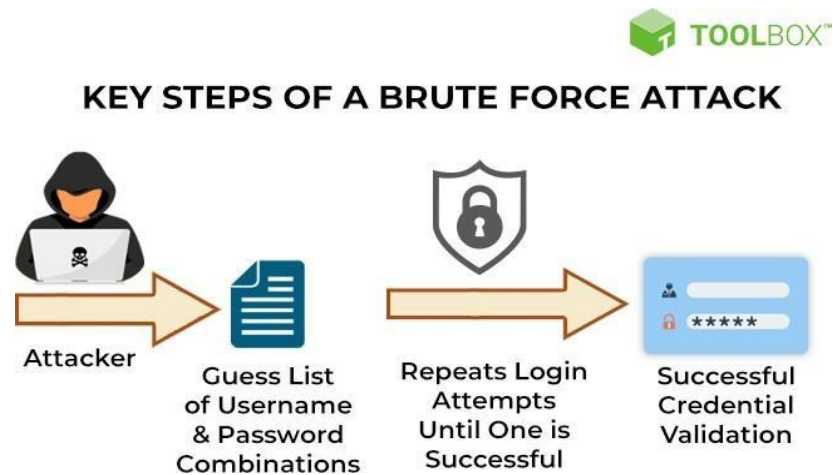 TOOLBOX™
KEY STEPS OF A BRUTE FORCE ATTACK
Attacker
Guess List
of Username
& Password
Combinations
Repeats Login
Attempts
Until One is
Successful
*****
Successful
Credential
Validation